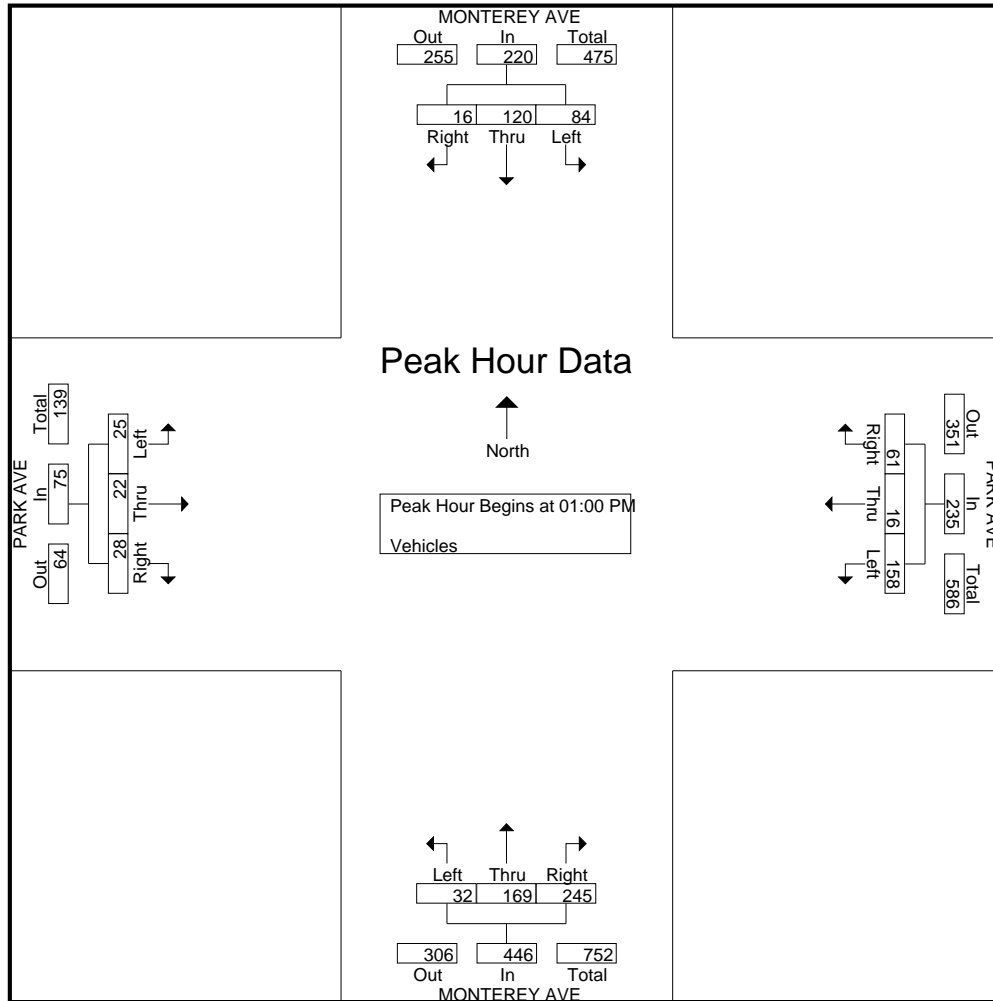 MONTEREY AVE
Out In Total
255 220 475
16 120 84
Right Thru Left
Peak Hour Data
North
Peak Hour Begins at 01:00 PM
Vehicles
PARK AVE
Out In Total
64 75 139
Left Thru Right
25 22 28
PARK AVE
Out In Total
351 235 586
61 16 158
Right Thru Left
Left Thru Right
32 169 245
306 446 752
Out In Total
MONTEREY AVE